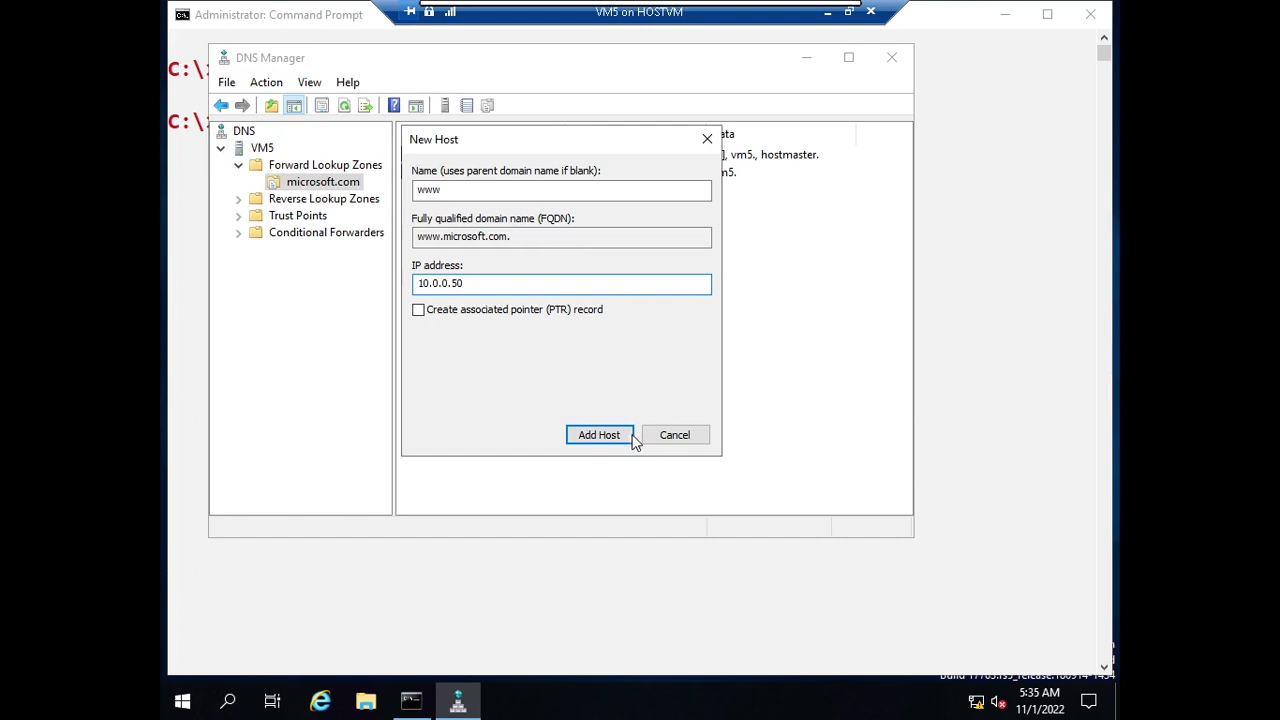 Administrator: Command Prompt
VM5 on HOSTVM
C:\
DNS Manager
File Action View Help
C:\
DNS
VM5
Forward Lookup Zones
microsoft.com
Reverse Lookup Zones
Trust Points
Conditional Forwarders
ata
], vm5., hostmaster.
m5.
New Host
Name (uses parent domain name if blank):
www
Fully qualified domain name (FQDN):
www.microsoft.com.
IP address:
10.0.0.50
Create associated pointer (PTR) record
Add Host Cancel
5:35 AM
11/1/2022